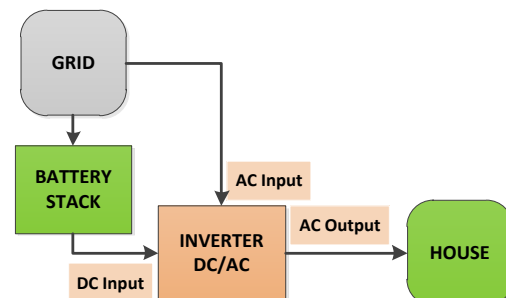 GRID
BATTERY
STACK
AC Input
AC Output
INVERTER
DC/AC
HOUSE
DC Input